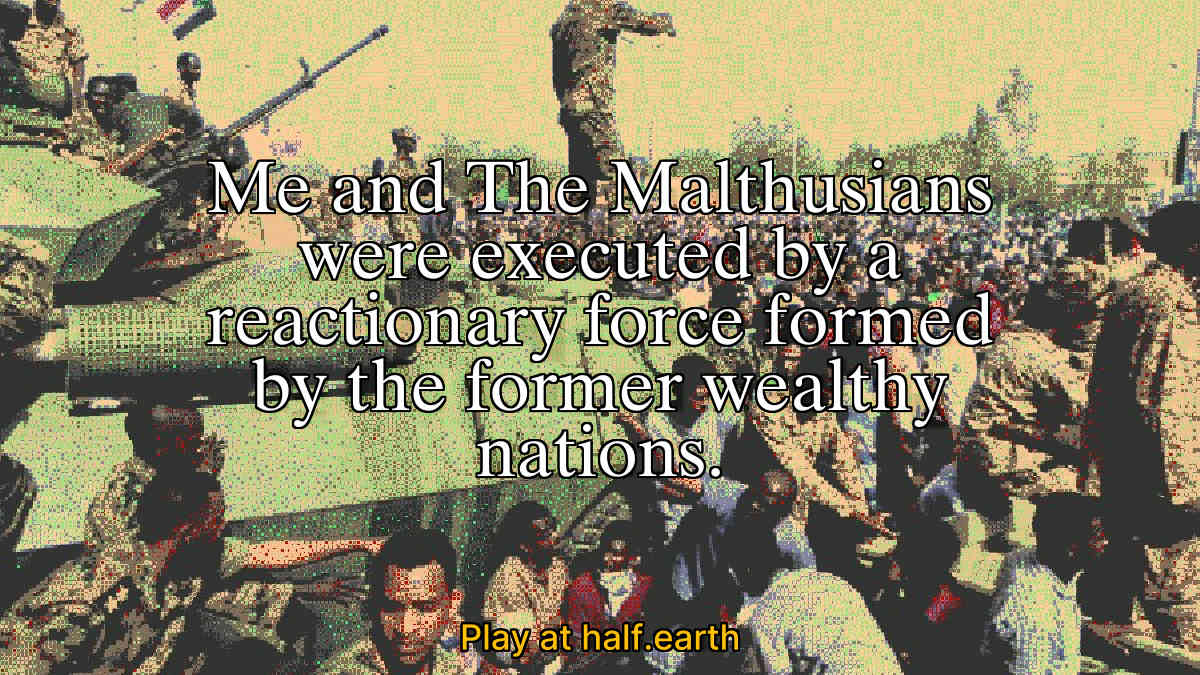 Me and The Malthusians
were executed by a
reactionary force formed
by the former wealthy
nations.
Play at half.earth